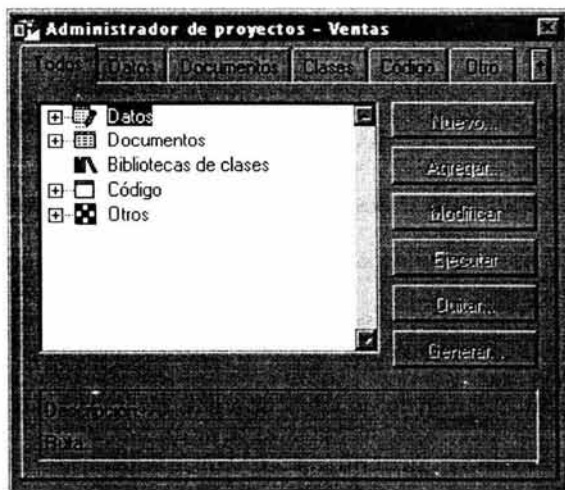 Administrador de proyectos - Ventas
Todos Datos Documentos Clases Código Otro
Datos
Documentos
Bibliotecas de clases
Código
Otros
Nuevo...
Agregar...
Modificar
Ejecutar
Quitar...
Generar...
Descripción:
Ruta: